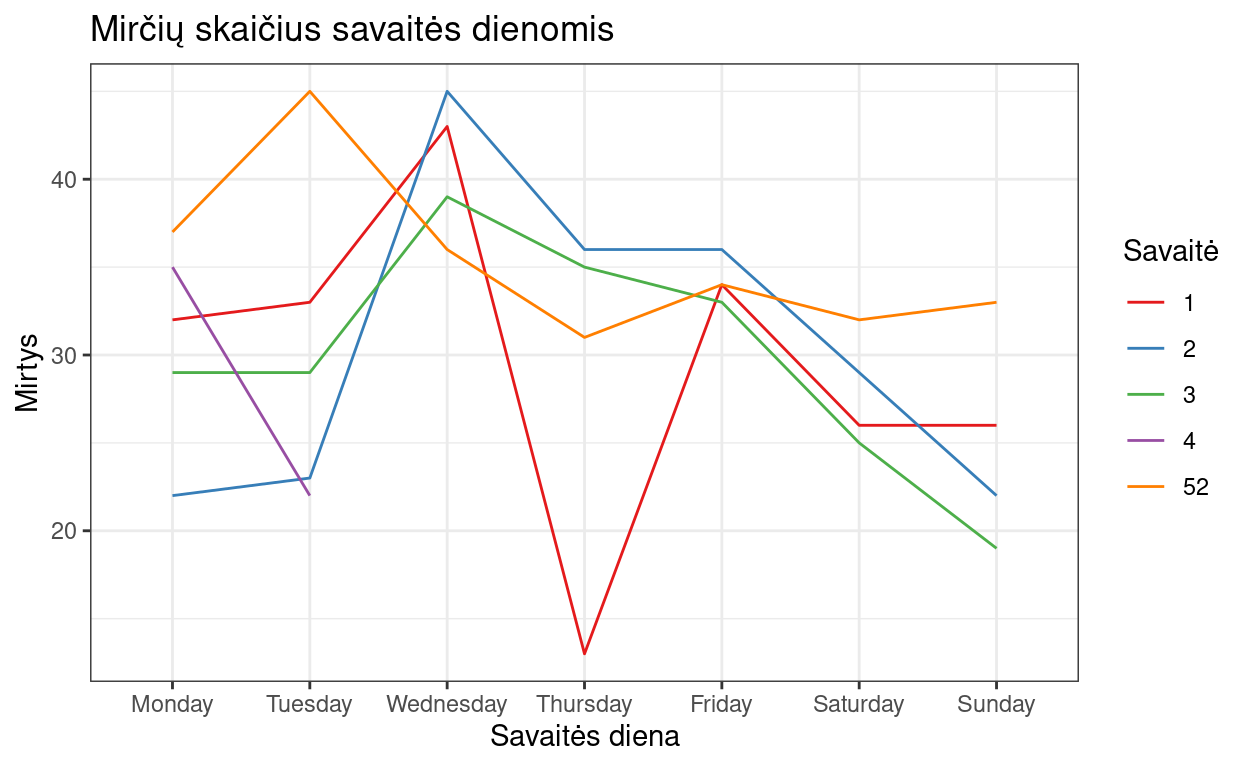 Mirčių skaičius savaitės dienomis
Mirtys
40
30
20
Monday Tuesday Wednesday Thursday Friday Saturday Sunday
Savaitės diena
Savaitė
1
2
3
4
52